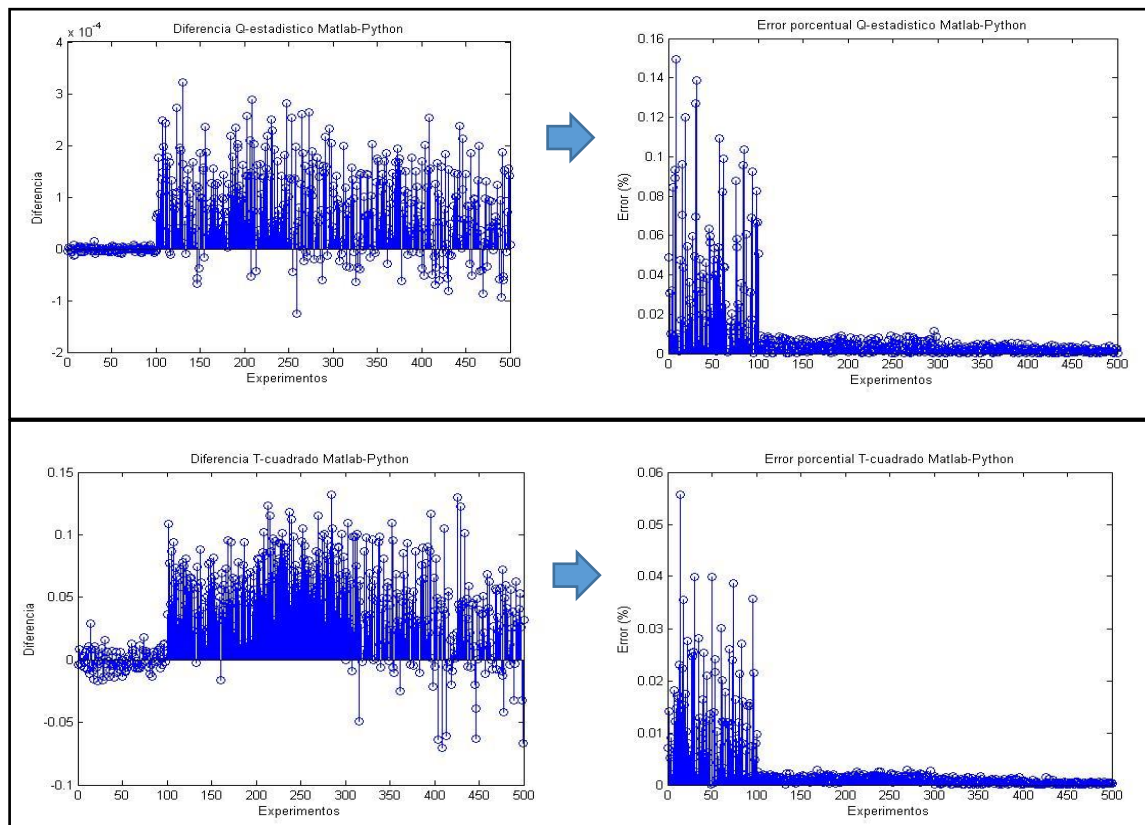 Diferencia Q-estadistico Matlab-Python
x 10-4
4
3
2
1
0
-1
-2
Diferencia
0 50 100 150 200 250 300 350 400 450 500
Experimentos
Error porcentual Q-estadistico Matlab-Python
0.16
0.14
0.12
0.1
0.08
0.06
0.04
0.02
0
Error (%)
0 50 100 150 200 250 300 350 400 450 500
Experimentos
Diferencia T-cuadrado Matlab-Python
0.15
0.1
0.05
0
-0.05
-0.1
Diferencia
0 50 100 150 200 250 300 350 400 450 500
Experimentos
Error porcential T-cuadrado Matlab-Python
0.06
0.05
0.04
0.03
0.02
0.01
0
Error (%)
0 50 100 150 200 250 300 350 400 450 500
Experimentos